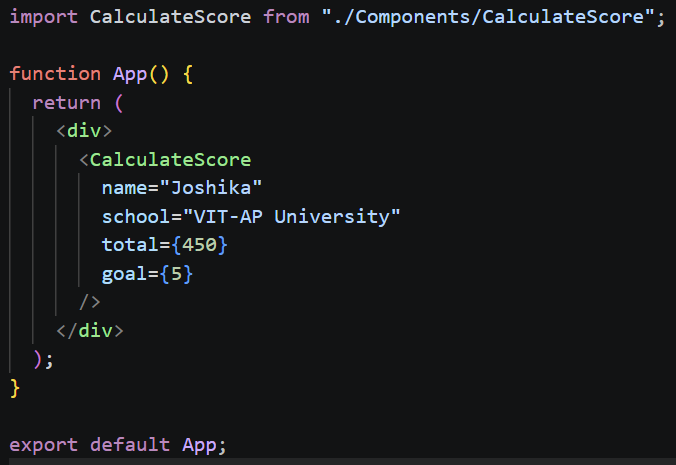 import CalculateScore from "./Components/CalculateScore";
function App() {
return (
<div>
<CalculateScore
name="Joshika"
school="VIT-AP University"
total={450}
goal={5}
/>
</div>
);
}
export default App;